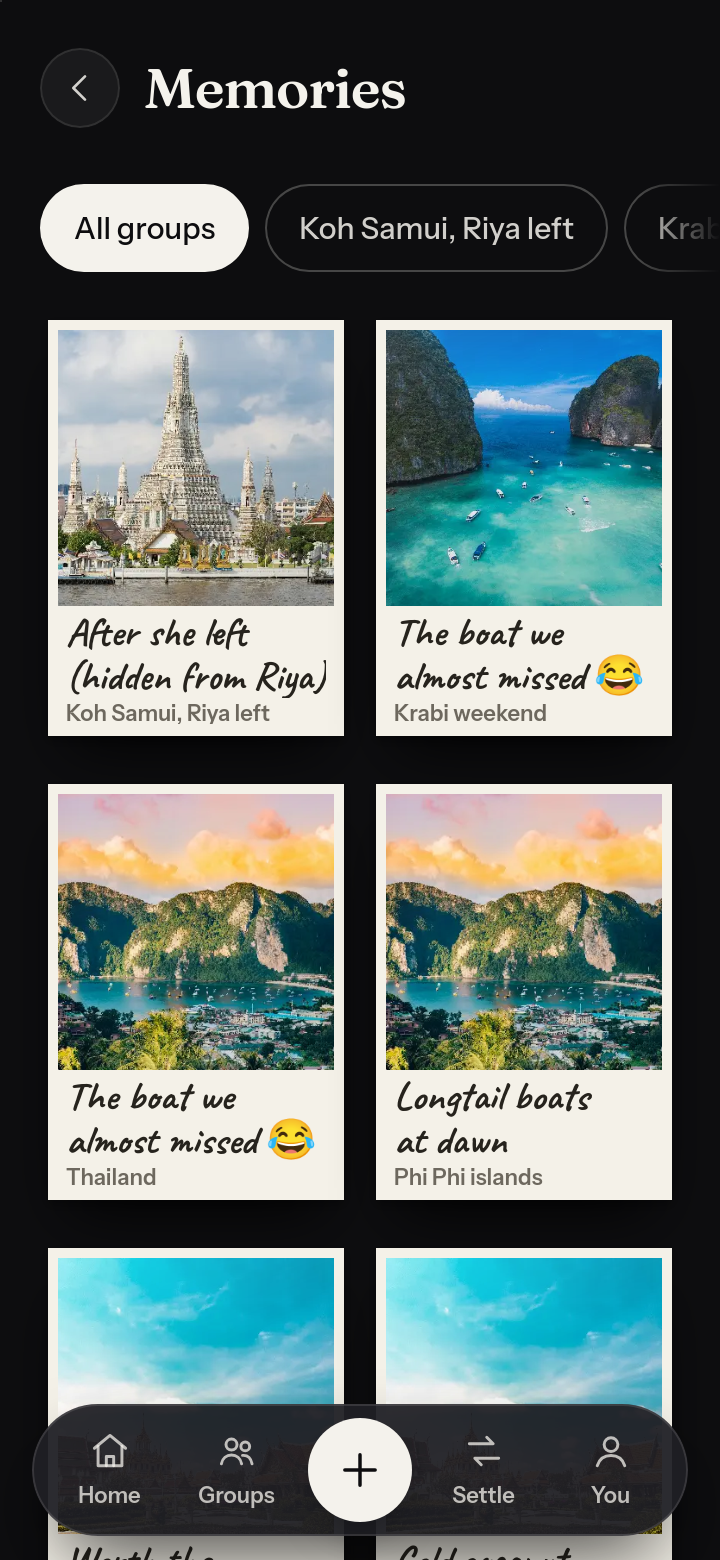 Memories
All groups
Koh Samui, Riya left
After she left
(hidden from Riya)
Koh Samui, Riya left
The boat we
almost missed 😂
Krabi weekend
The boat we
almost missed 😂
Thailand
Longtail boats
at dawn
Phi Phi islands
Home
Groups
Settle
You